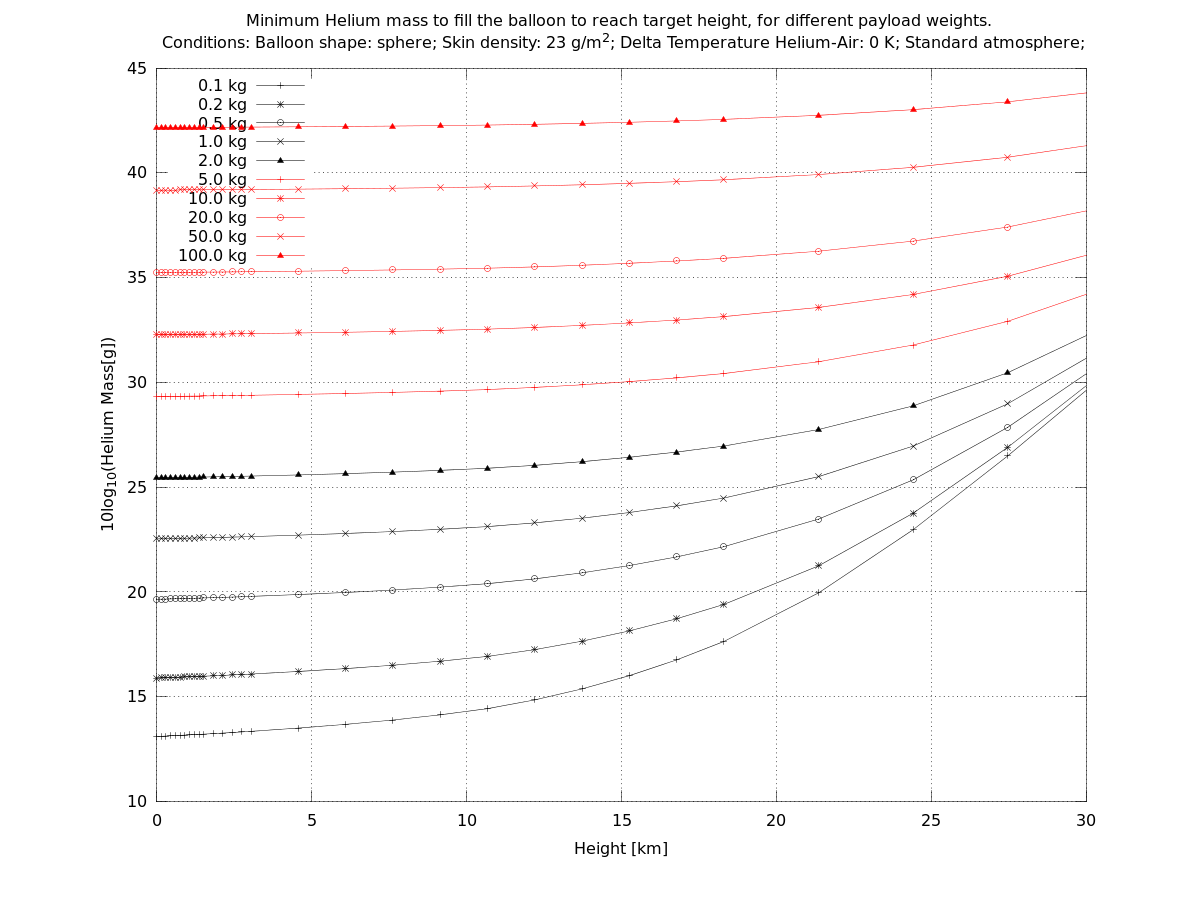 Minimum Helium mass to fill the balloon to reach target height, for different payload weights.
Conditions: Balloon shape: sphere; Skin density: 23 g/m²; Delta Temperature Helium-Air: 0 K; Standard atmosphere;
45
40
35
30
25
20
15
10
10log₁₀(Helium Mass[g])
0.1 kg
0.2 kg
0.5 kg
1.0 kg
2.0 kg
5.0 kg
10.0 kg
20.0 kg
50.0 kg
100.0 kg
0 5 10 15 20 25 30
Height [km]